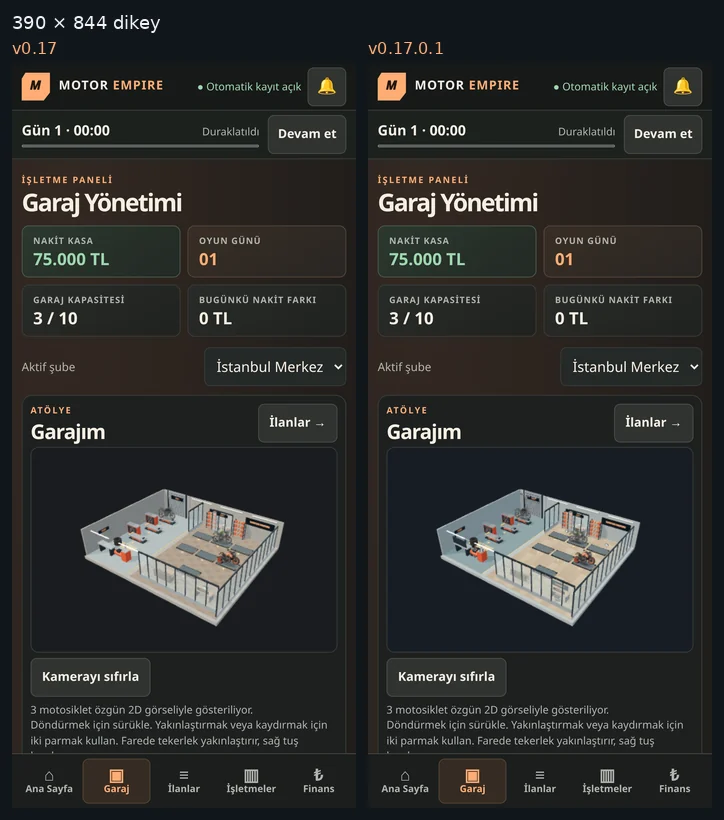 390 × 844 dikey
v0.17
M MOTOR EMPIRE
• Otomatik kayıt açık
Gün 1 · 00:00
Duraklatıldı
Devam et
İŞLETME PANELİ
Garaj Yönetimi
NAKİT KASA
75.000 TL
OYUN GÜNÜ
01
GARAJ KAPASİTESİ
3 / 10
BUGÜNKÜ NAKİT FARKI
0 TL
Aktif şube
İstanbul Merkez
ATÖLYE
Garajım
İlanlar →
Kamerayı sıfırla
3 motosiklet özgün 2D görseliyle gösteriliyor.
Döndürmek için sürükle. Yakınlaştırmak veya kaydırmak için
iki parmak kullan. Farede tekerlek yakınlaştırır, sağ tuş
Ana Sayfa
Garaj
İlanlar
İşletmeler
₺
Finans
v0.17.0.1
M MOTOR EMPIRE
• Otomatik kayıt açık
Gün 1 · 00:00
Duraklatıldı
Devam et
İŞLETME PANELİ
Garaj Yönetimi
NAKİT KASA
75.000 TL
OYUN GÜNÜ
01
GARAJ KAPASİTESİ
3 / 10
BUGÜNKÜ NAKİT FARKI
0 TL
Aktif şube
İstanbul Merkez
ATÖLYE
Garajım
İlanlar →
Kamerayı sıfırla
3 motosiklet özgün 2D görseliyle gösteriliyor.
Döndürmek için sürükle. Yakınlaştırmak veya kaydırmak için
iki parmak kullan. Farede tekerlek yakınlaştırır, sağ tuş
Ana Sayfa
Garaj
İlanlar
İşletmeler
₺
Finans